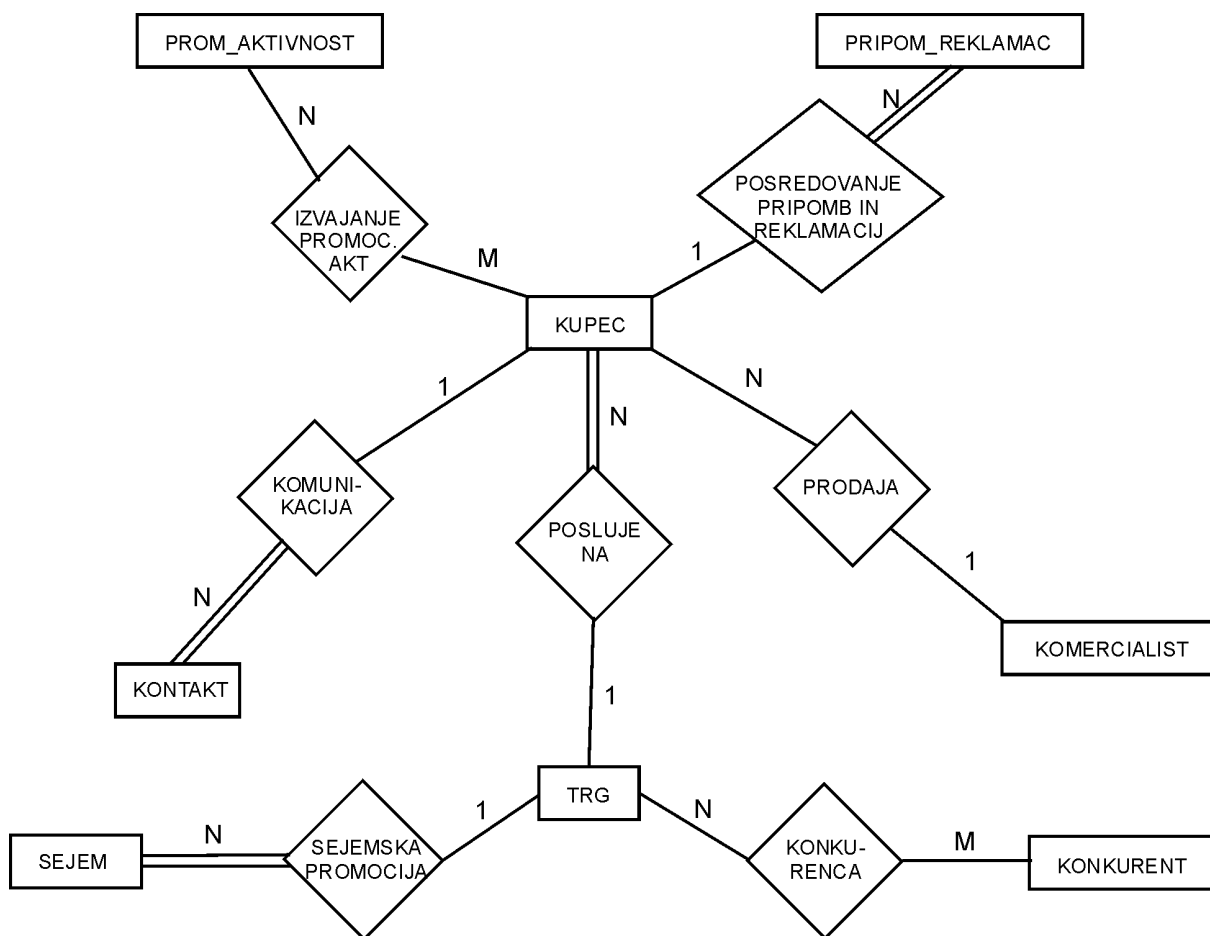 PROM_AKTIVNOST
PRIPOM_REKLAMAC
N
N
POSREDOVANJE
PRIPOMB IN
REKLAMACIJ
IZVAJANJE
PROMOC.
AKT
M
1
KUPEC
1
N
N
KOMUNI-
KACIJA
PRODAJA
POSLUJE
NA
N
1
KOMERCIALIST
KONTAKT
1
TRG
1
N
N
SEJEM
SEJEMSKA
PROMOCIJA
KONKU-
RENCA
M
KONKURENT